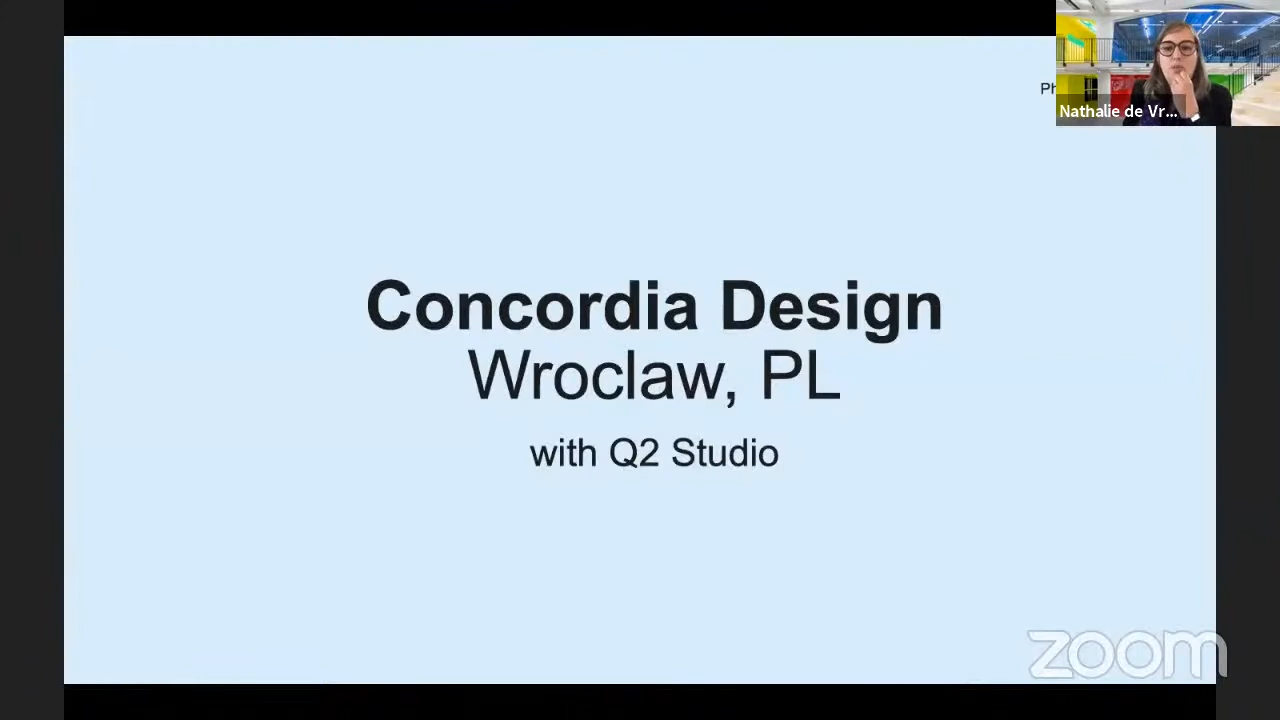 Nathalie de Vr...
Concordia Design
Wroclaw, PL
with Q2 Studio
zoom